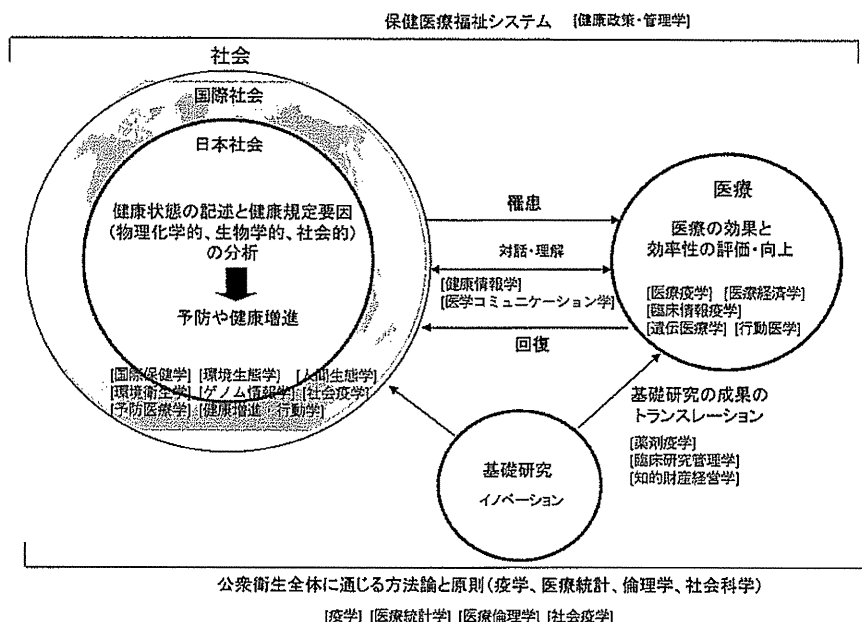 保健医療福祉システム [健康政策・管理学]
社会
国際社会
日本社会
健康状態の記述と健康規定要因
(物理化学的、生物学的、社会的)
の分析
予防や健康増進
[国際保健学] [環境生態学] [人間生態学]
[環境衛生学] [ゲノム情報学] [社会疫学]
[予防医療学] [健康増進・行動学]
罹患
対話・理解
[健康情報学]
[医学コミュニケーション学]
回復
医療
医療の効果と
効率性の評価・向上
[医療疫学] [医療経済学]
[臨床情報疫学]
[遺伝医療学] [行動医学]
基礎研究の成果の
トランスレーション
[薬剤疫学]
[臨床研究管理学]
[知的財産経営学]
基礎研究
イノベーション
公衆衛生全体に通じる方法論と原則(疫学、医療統計、倫理学、社会科学)
[疫学] [医療統計学] [医療倫理学] [社会疫学]